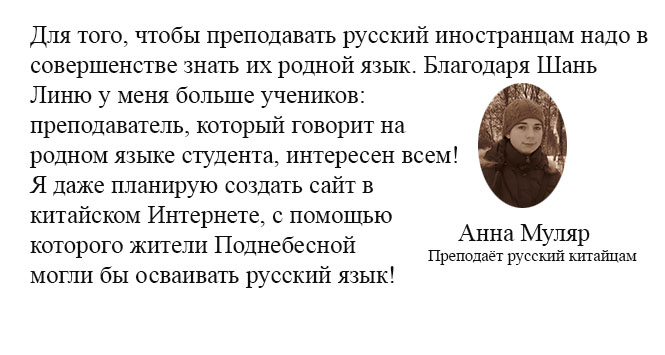 Для того, чтобы преподавать русский иностранцам надо в
совершенстве знать их родной язык. Благодаря Шань
Линю у меня больше учеников:
преподаватель, который говорит на
родном языке студента, интересен всем!
Я даже планирую создать сайт в
китайском Интернете, с помощью
которого жители Поднебесной
могли бы осваивать русский язык!
Анна Муляр
Преподаёт русский китайцам